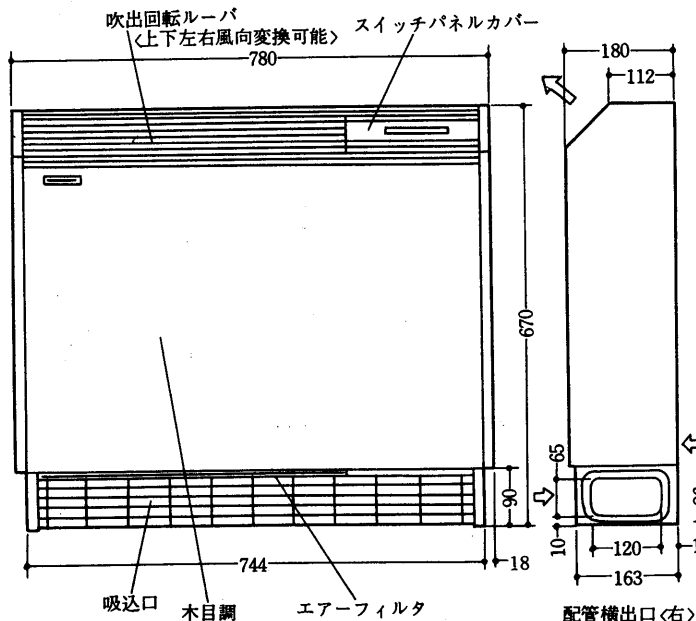 吹出回転ルーバ
〈上下左右風向変換可能〉
スイッチパネルカバー
780
180
112
670
65
90
10
120
744
18
163
吸込口
木目調
エアーフィルタ
配管横出口〈右〉